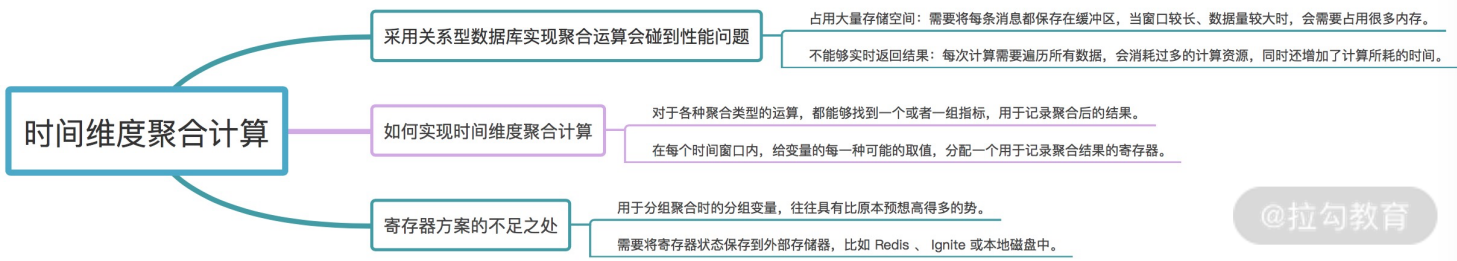 时间维度聚合计算
采用关系型数据库实现聚合运算会碰到性能问题
占用大量存储空间：需要将每条消息都保存在缓冲区，当窗口较长、数据量较大时，会需要占用很多内存。
不能够实时返回结果：每次计算需要遍历所有数据，会消耗过多的计算资源，同时还增加了计算所耗的时间。
如何实现时间维度聚合计算
对于各种聚合类型的运算，都能够找到一个或者一组指标，用于记录聚合后的结果。
在每个时间窗口内，给变量的每一种可能的取值，分配一个用于记录聚合结果的寄存器。
寄存器方案的不足之处
用于分组聚合时的分组变量，往往具有比原本预想高得多的势。
需要将寄存器状态保存到外部存储器，比如 Redis 、 Ignite 或本地磁盘中。
@拉勾教育